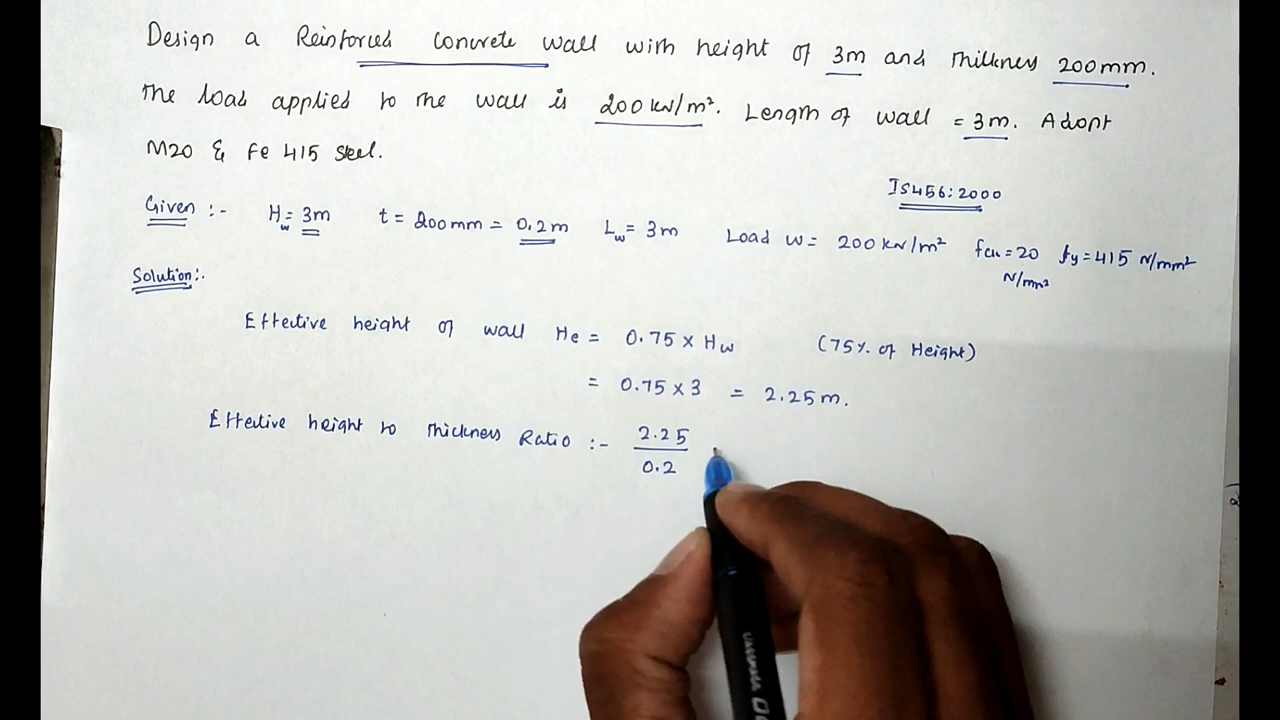 Design a Reinforced Concrete wall with height of 3m and Thickness 200mm.
The load applied to the wall is 200 kN/m². Length of wall = 3m. Adopt
M20 & Fe 415 steel.
IS456:2000
Given :- Hw = 3m t = 200mm = 0.2m Lw = 3m Load w = 200 kN/m² fck = 20 N/mm² fy = 415 N/mm²
Solution:-
Effective height of wall He = 0.75 × Hw (75% of Height)
= 0.75 × 3 = 2.25m.
Effective height to Thickness Ratio :- 2.25 / 0.2